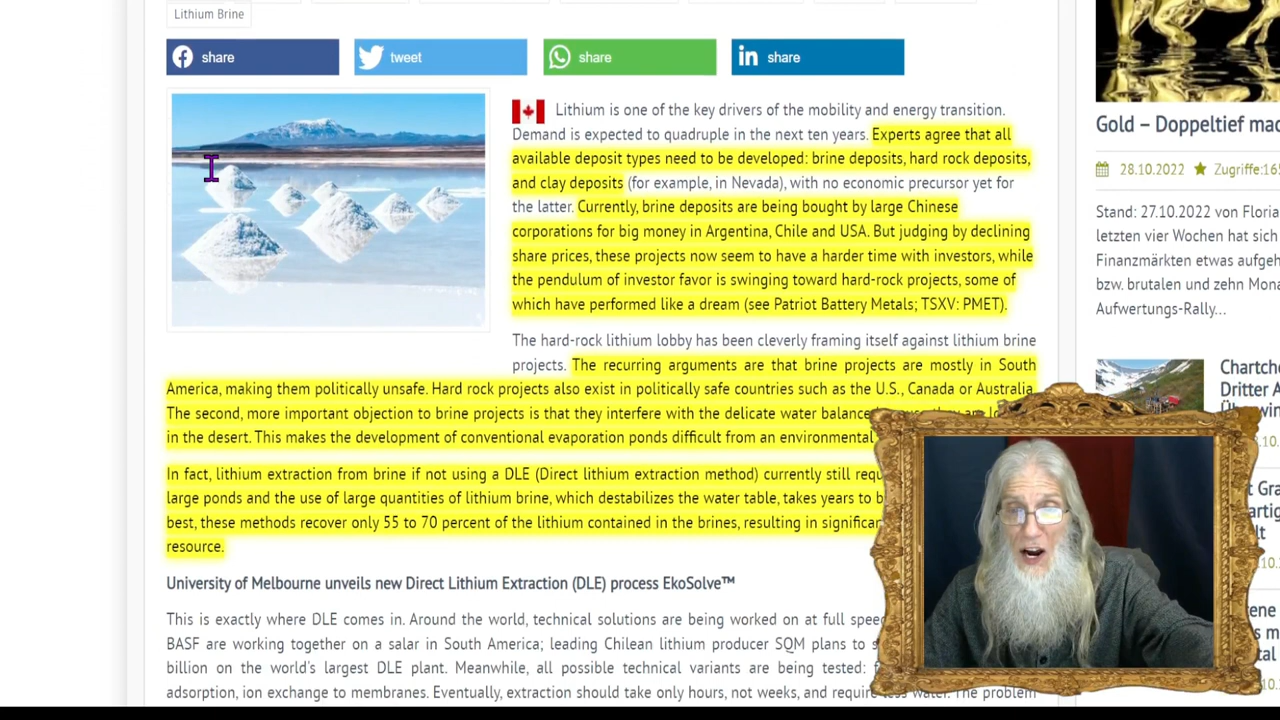 Lithium Brine
share
tweet
share
share
Lithium is one of the key drivers of the mobility and energy transition.
Demand is expected to quadruple in the next ten years. Experts agree that all
available deposit types need to be developed: brine deposits, hard rock deposits,
and clay deposits (for example, in Nevada), with no economic precursor yet for
the latter. Currently, brine deposits are being bought by large Chinese
corporations for big money in Argentina, Chile and USA. But judging by declining
share prices, these projects now seem to have a harder time with investors, while
the pendulum of investor favor is swinging toward hard-rock projects, some of
which have performed like a dream (see Patriot Battery Metals; TSXV: PMET).
The hard-rock lithium lobby has been cleverly framing itself against lithium brine
projects. The recurring arguments are that brine projects are mostly in South
America, making them politically unsafe. Hard rock projects also exist in politically safe countries such as the U.S., Canada or Australia.
The second, more important objection to brine projects is that they interfere with the delicate water balance
in the desert. This makes the development of conventional evaporation ponds difficult from an environmental
In fact, lithium extraction from brine if not using a DLE (Direct lithium extraction method) currently still requ
large ponds and the use of large quantities of lithium brine, which destabilizes the water table, takes years to b
best, these methods recover only 55 to 70 percent of the lithium contained in the brines, resulting in significan
resource.
University of Melbourne unveils new Direct Lithium Extraction (DLE) process EkoSolve™
This is exactly where DLE comes in. Around the world, technical solutions are being worked on at full spee
BASF are working together on a salar in South America; leading Chilean lithium producer SQM plans to s
billion on the world's largest DLE plant. Meanwhile, all possible technical variants are being tested: f
adsorption, ion exchange to membranes. Eventually, extraction should take only hours, not weeks, and require less water. The problem
Gold – Doppeltief mac
28.10.2022 Zugriffe:165
Stand: 27.10.2022 von Floria
letzten vier Wochen hat sich
Finanzmärkten etwas aufgeh
bzw. brutalen und zehn Mona
Aufwertungs-Rally...
Chartche
Dritter A